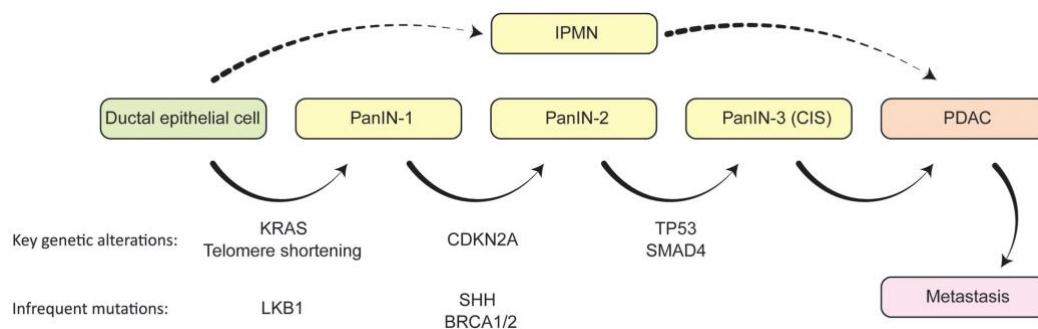 IPMN
Ductal epithelial cell
PanIN-1
PanIN-2
PanIN-3 (CIS)
PDAC
Key genetic alterations:
KRAS
Telomere shortening
CDKN2A
TP53
SMAD4
Metastasis
Infrequent mutations:
LKB1
SHH
BRCA1/2